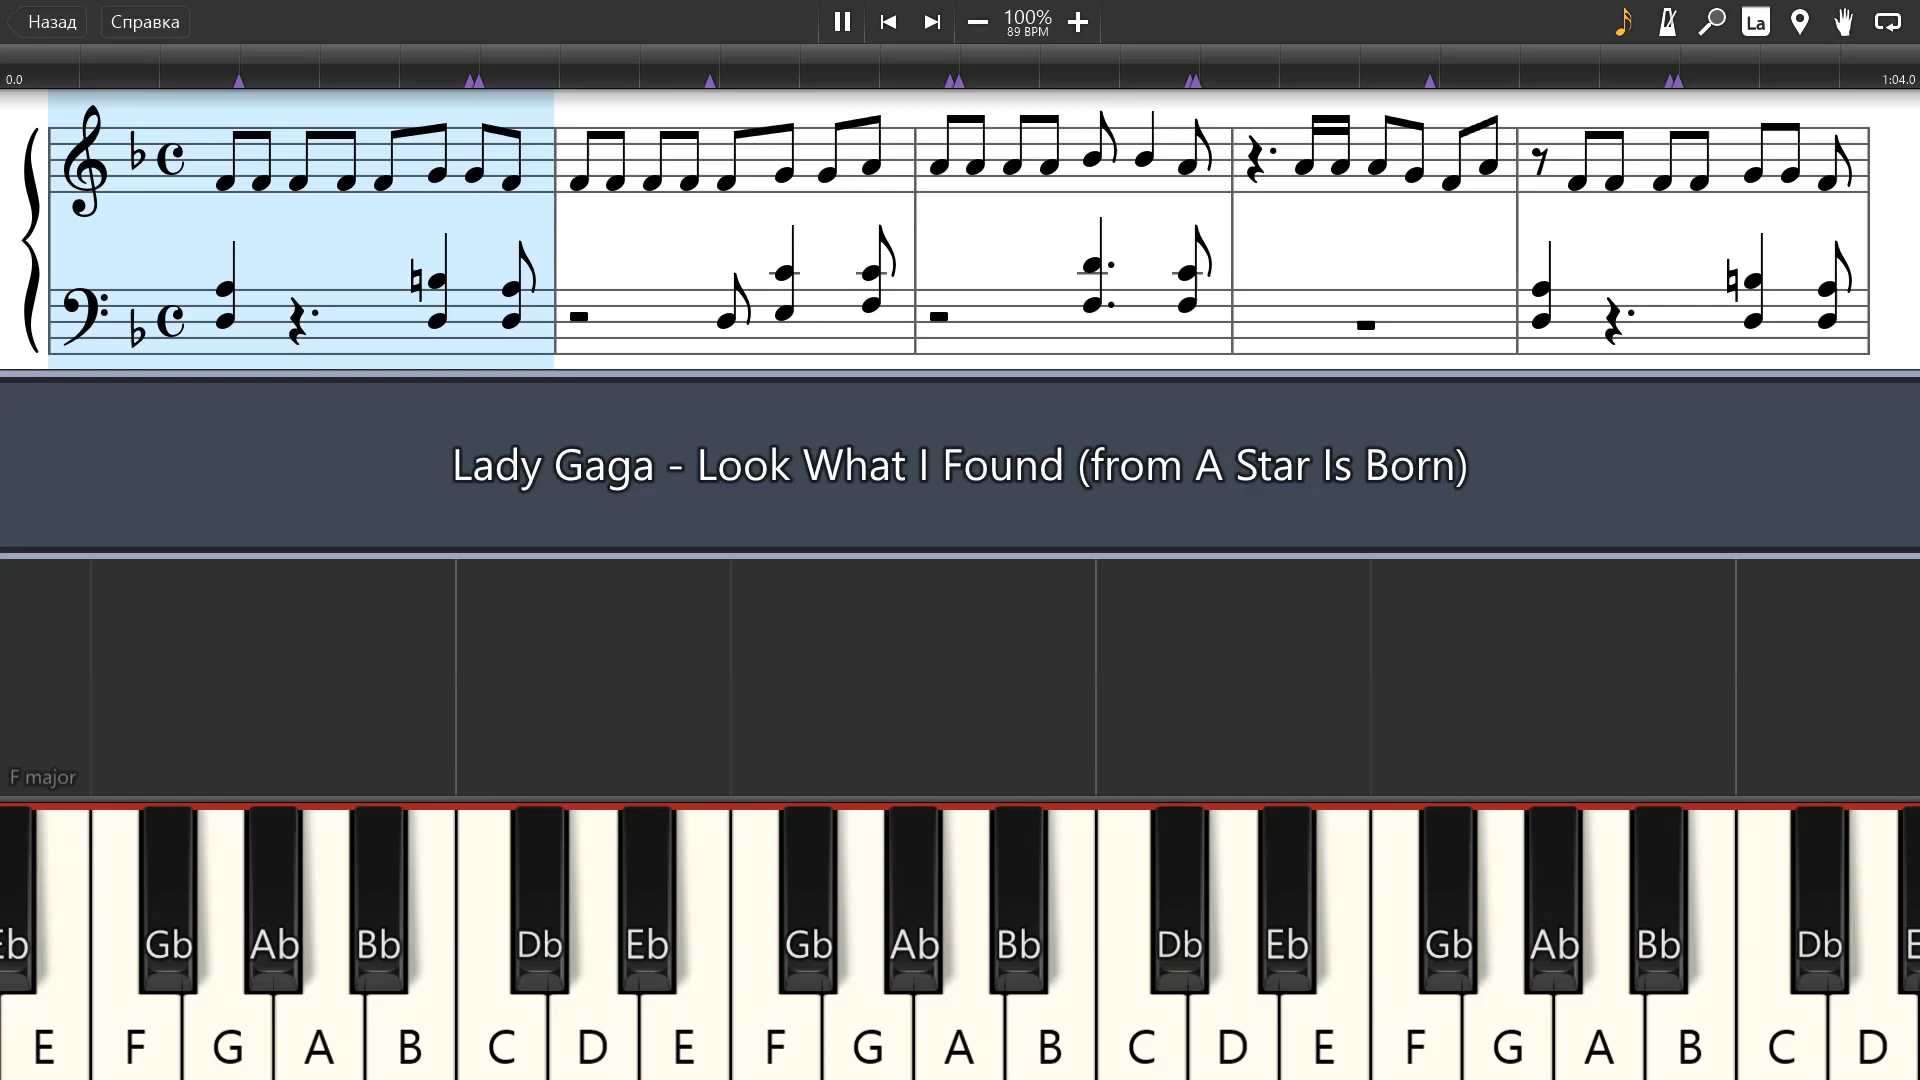 Назад Справка 100% La
89 BPM
0.0 1:04.0
Lady Gaga - Look What I Found (from A Star Is Born)
F major
Eb Gb Ab Bb Db Eb Gb Ab Bb Db Eb Gb Ab Bb Db E
E F G A B C D E F G A B C D E F G A B C D